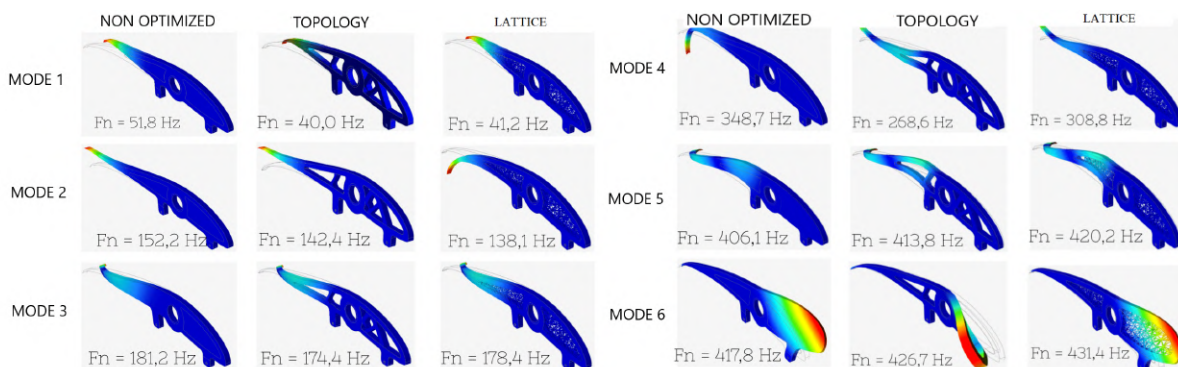 NON OPTIMIZED TOPOLOGY LATTICE
MODE 1
Fn = 51,8 Hz Fn = 40,0 Hz Fn = 41,2 Hz
MODE 2
Fn = 152,2 Hz Fn = 142,4 Hz Fn = 138,1 Hz
MODE 3
Fn = 181,2 Hz Fn = 174,4 Hz Fn = 178,4 Hz
NON OPTIMIZED TOPOLOGY LATTICE
MODE 4
Fn = 348,7 Hz Fn = 268,6 Hz Fn = 308,8 Hz
MODE 5
Fn = 406,1 Hz Fn = 413,8 Hz Fn = 420,2 Hz
MODE 6
Fn = 417,8 Hz Fn = 426,7 Hz Fn = 431,4 Hz